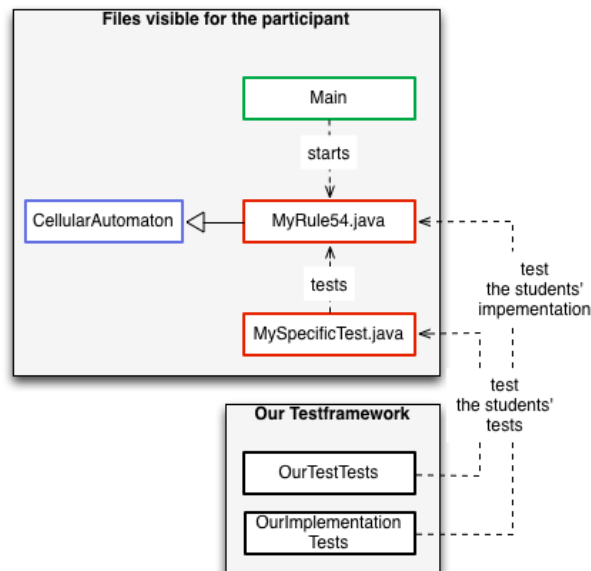 Files visible for the participant
Main
starts
CellularAutomaton
MyRule54.java
tests
MySpecificTest.java
test
the students'
impementation
test
the students'
tests
Our Testframework
OurTestTests
OurImplementation
Tests